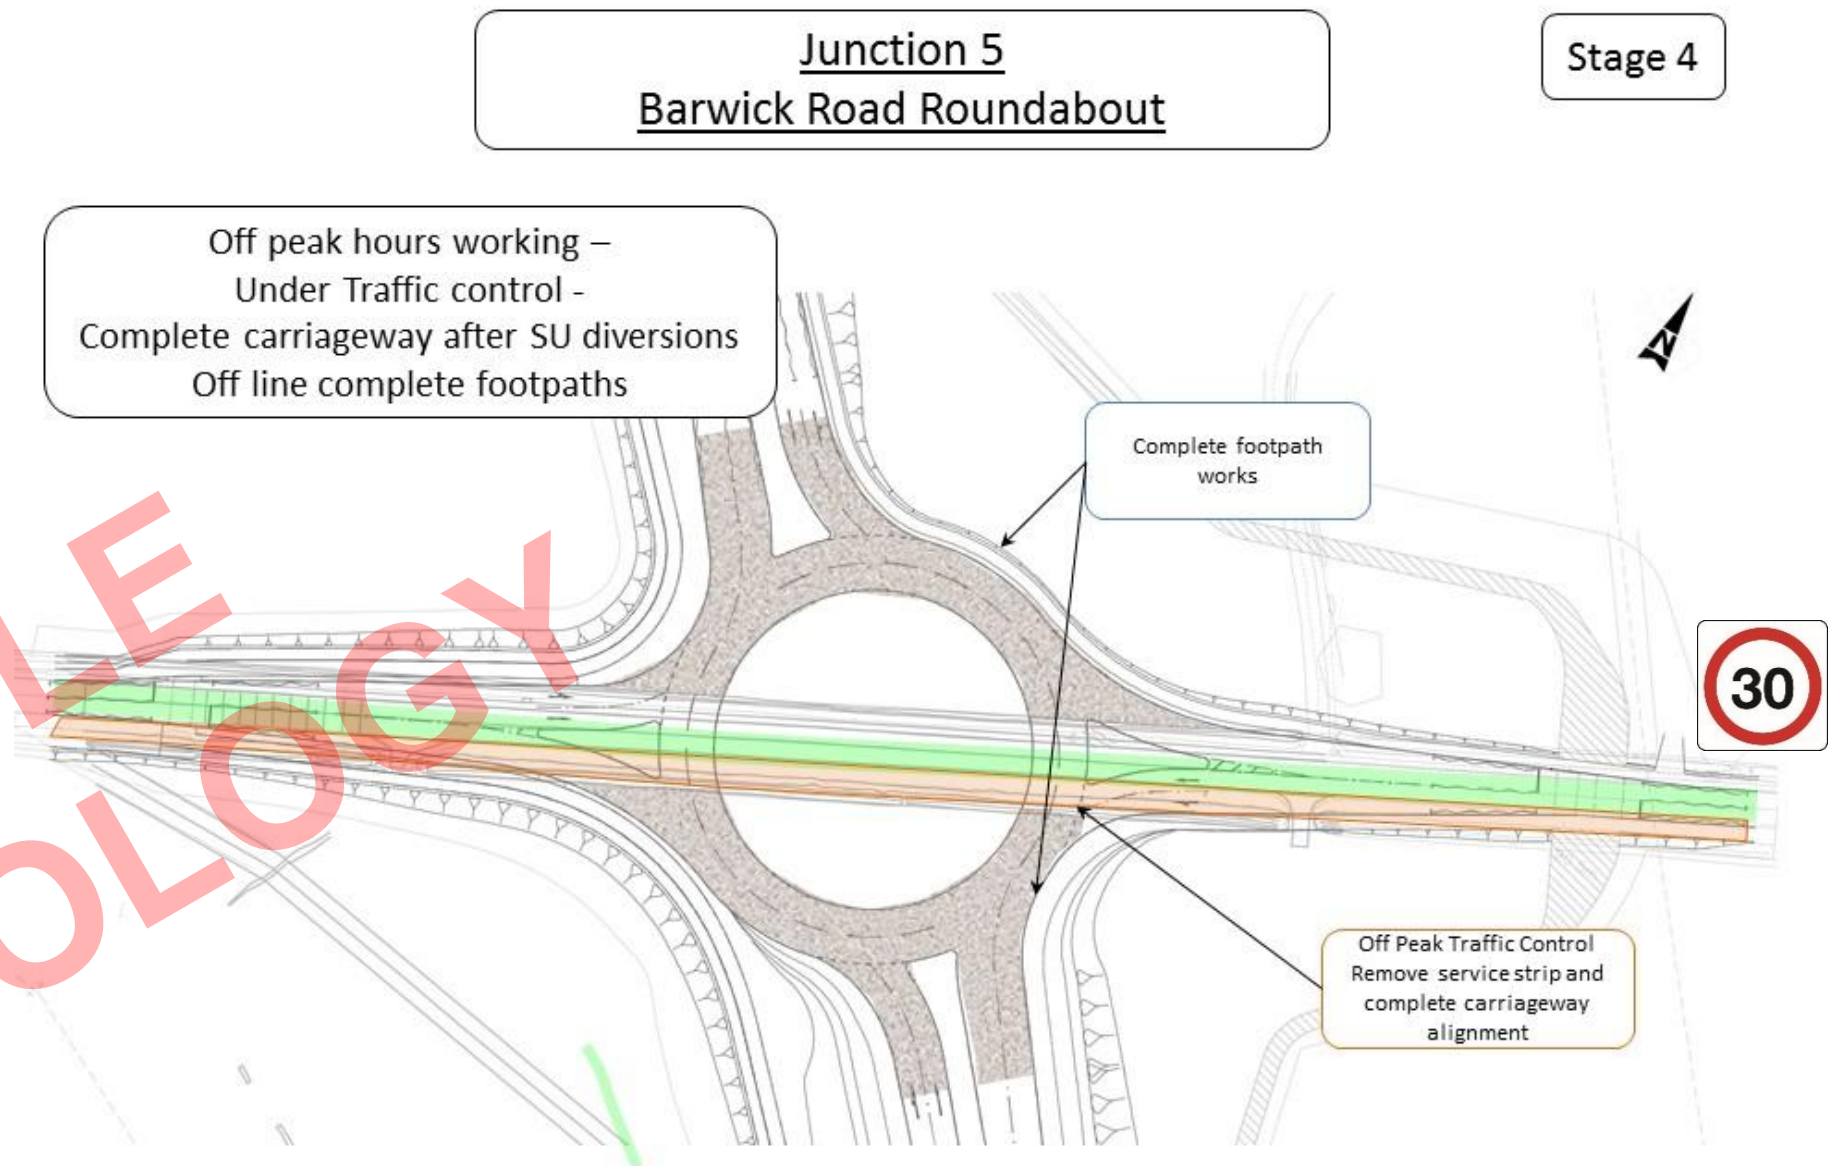 Junction 5
Barwick Road Roundabout
Stage 4
Off peak hours working –
Under Traffic control -
Complete carriageway after SU diversions
Off line complete footpaths
N
Complete footpath
works
30
Off Peak Traffic Control
Remove service strip and
complete carriageway
alignment
LE
OLOGY